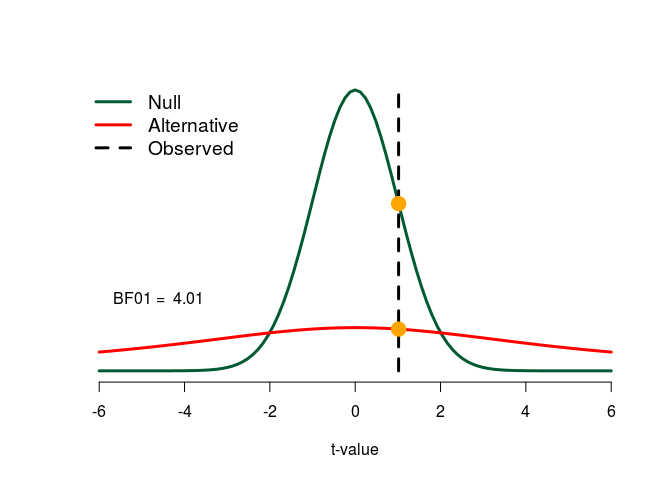 Null
Alternative
Observed
BF01 = 4.01
-6 -4 -2 0 2 4 6
t-value